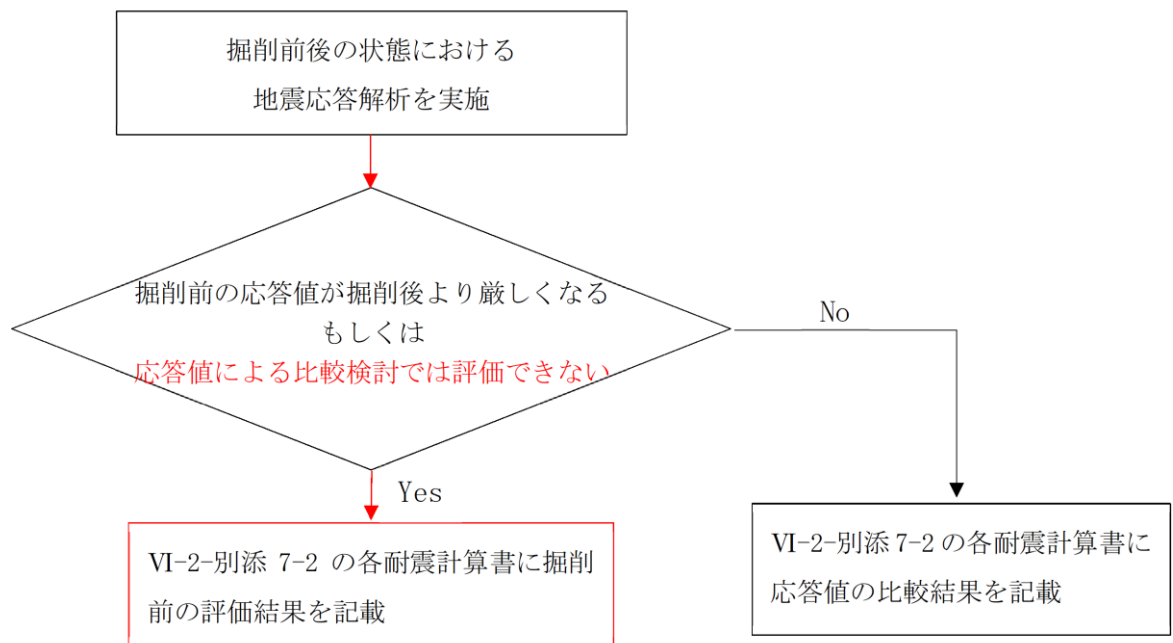 掘削前後の状態における
地震応答解析を実施
掘削前の応答値が掘削後より厳しくなる
もしくは
応答値による比較検討では評価できない
No
Yes
Ⅵ-2-別添 7-2 の各耐震計算書に掘削
前の評価結果を記載
Ⅵ-2-別添 7-2 の各耐震計算書に
応答値の比較結果を記載